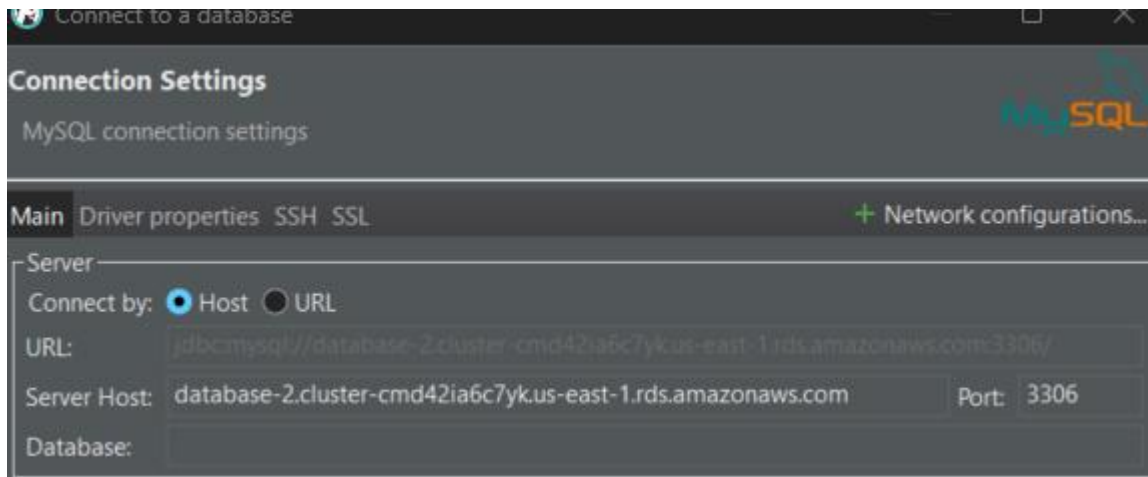 Connect to a database
Connection Settings
MySQL
MySQL connection settings
Main Driver properties SSH SSL + Network configurations...
Server
Connect by: Host URL
URL: jdbc:mysql://database-2.cluster-cmd42ia6c7yk.us-east-1.rds.amazonaws.com:3306/
Server Host: database-2.cluster-cmd42ia6c7yk.us-east-1.rds.amazonaws.com Port: 3306
Database: